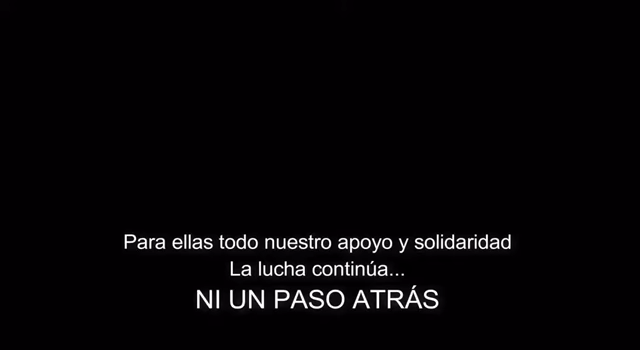 Para ellas todo nuestro apoyo y solidaridad
La lucha continúa...
NI UN PASO ATRÁS